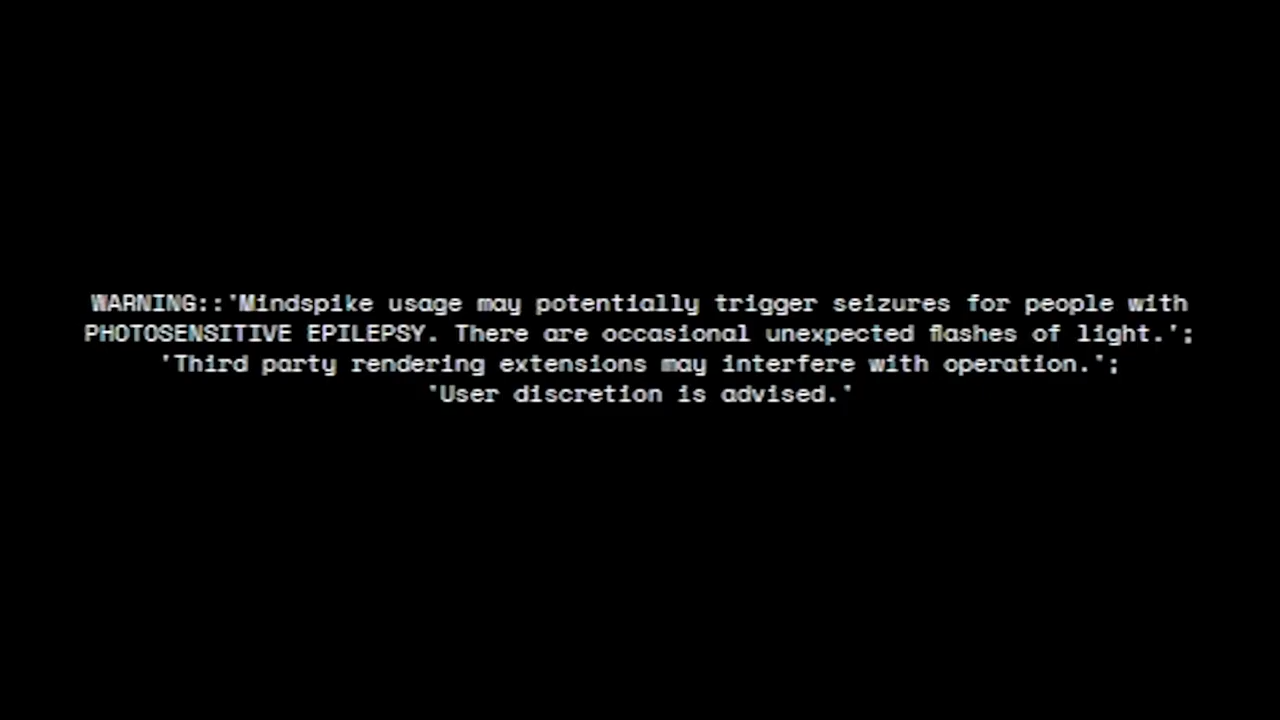 WARNING::'Mindspike usage may potentially trigger seizures for people with
PHOTOSENSITIVE EPILEPSY. There are occasional unexpected flashes of light.';
'Third party rendering extensions may interfere with operation.';
'User discretion is advised.'